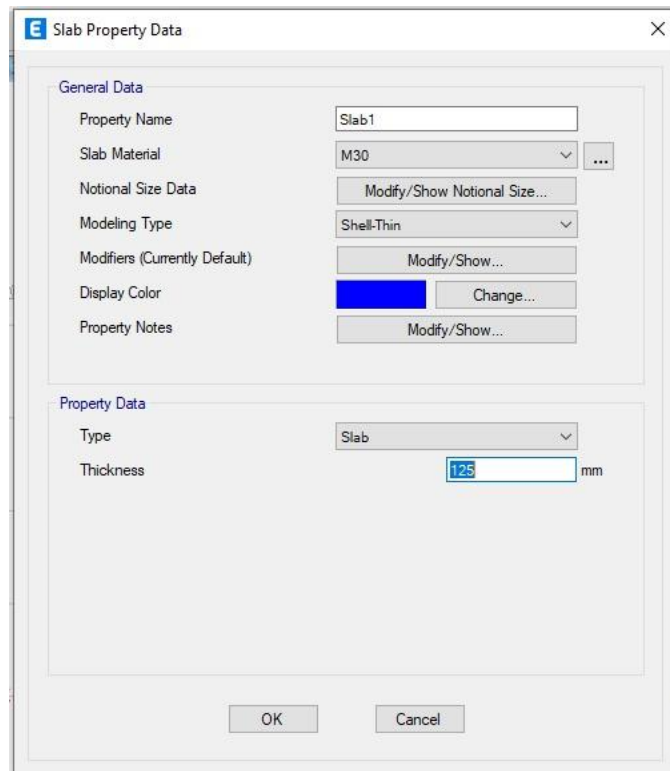 E Slab Property Data
General Data
Property Name Slab1
Slab Material M30 ...
Notional Size Data Modify/Show Notional Size...
Modeling Type Shell-Thin
Modifiers (Currently Default) Modify/Show...
Display Color Change...
Property Notes Modify/Show...
Property Data
Type Slab
Thickness 125 mm
OK Cancel